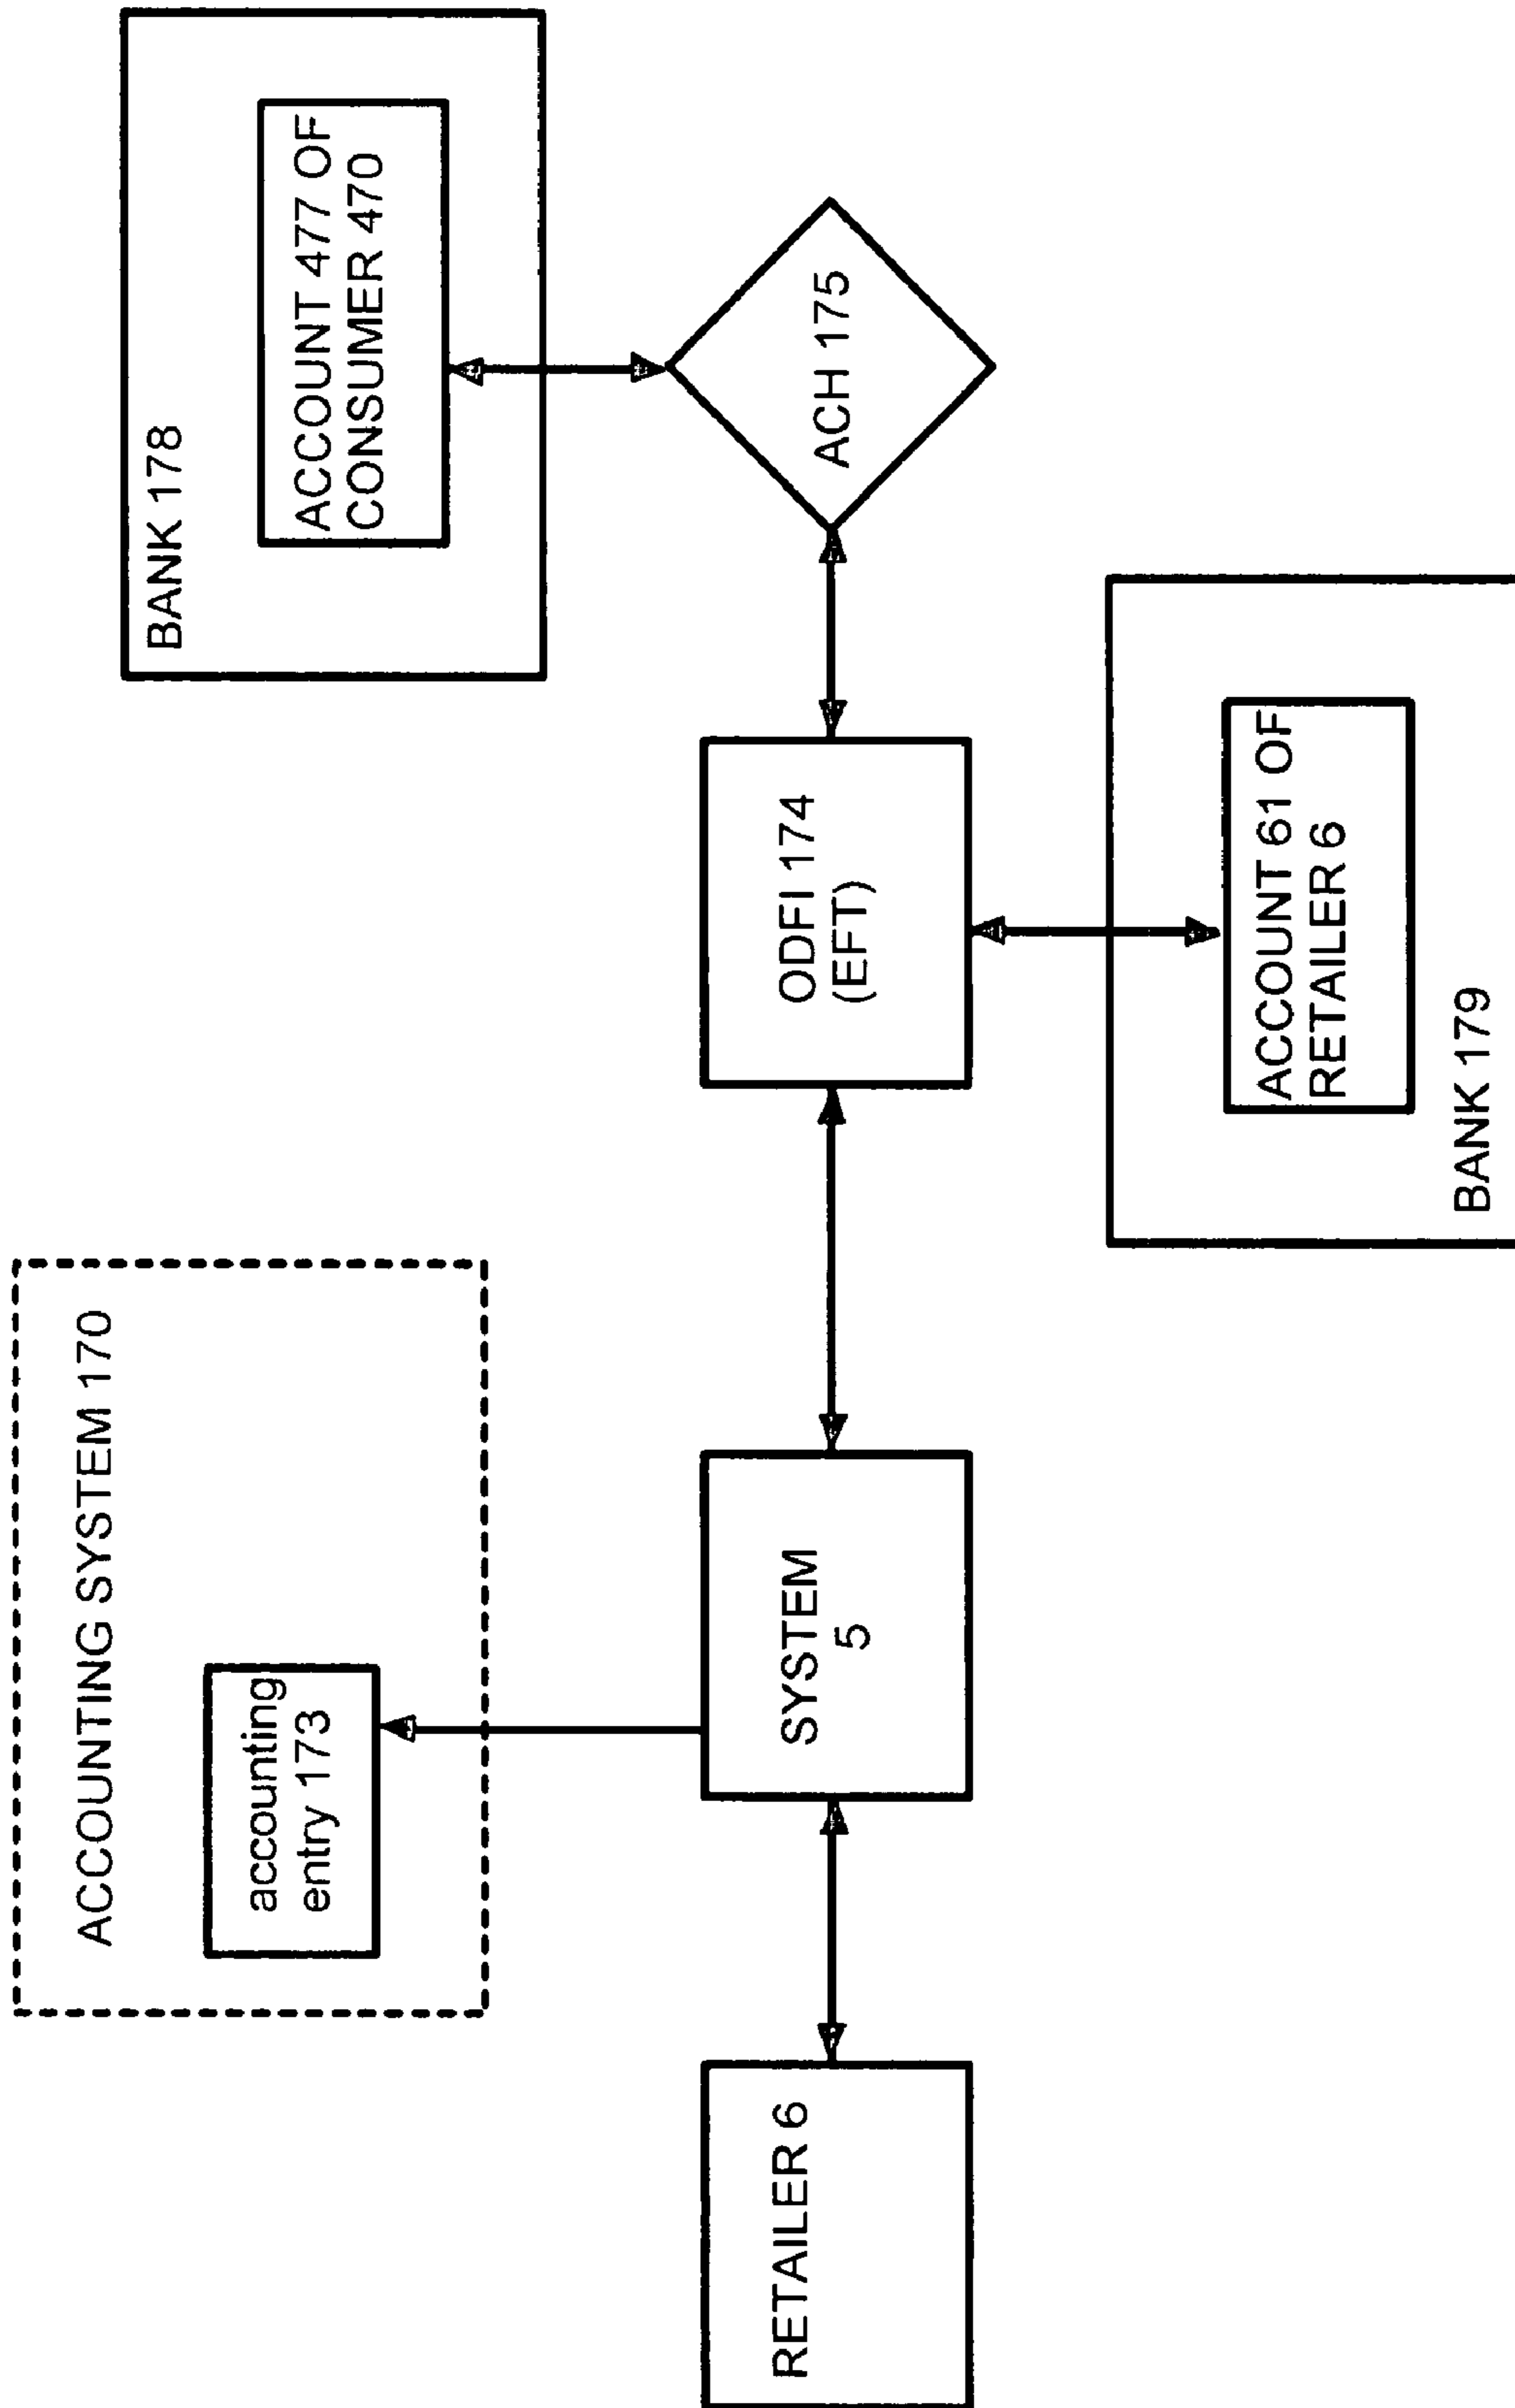 ACCOUNTING SYSTEM 170
accounting
entry 173
BANK 178
ACCOUNT 477 OF
CONSUMER 470
RETAILER 6
SYSTEM
5
ODFI 174
(EFT)
ACH 175
ACCOUNT 61 OF
RETAILER 6
BANK 179